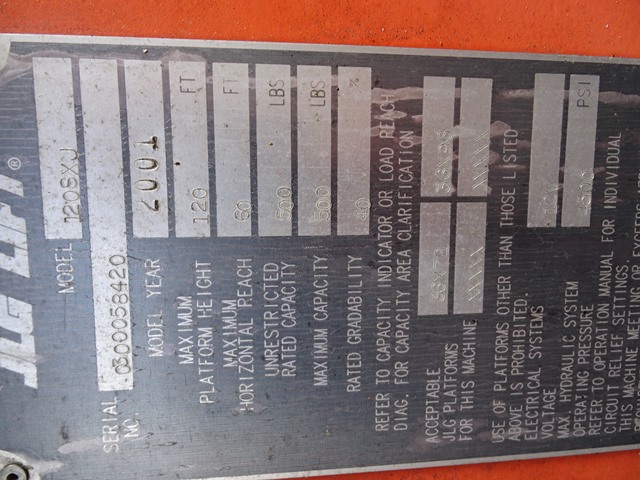 JLG LIFT®
MODEL 120SXJ
SERIAL NO. 0300058420
MODEL YEAR 2001
MAXIMUM PLATFORM HEIGHT 120 FT
MAXIMUM HORIZONTAL REACH FT
UNRESTRICTED RATED CAPACITY 500 LBS
MAXIMUM CAPACITY 500 LBS
RATED GRADABILITY 40 %
REFER TO CAPACITY INDICATOR OR LOAD REACH
DIAG. FOR CAPACITY AREA CLARIFICATION
ACCEPTABLE
JLG PLATFORMS
FOR THIS MACHINE XXXXX XXXXX
USE OF PLATFORMS OTHER THAN THOSE LISTED
ABOVE IS PROHIBITED.
ELECTRICAL SYSTEMS
VOLTAGE
MAX. HYDRAULIC SYSTEM
OPERATING PRESSURE PSI
REFER TO OPERATION MANUAL FOR INDIVIDUAL
CIRCUIT RELIEF SETTINGS.
THIS MACHINE MEETING